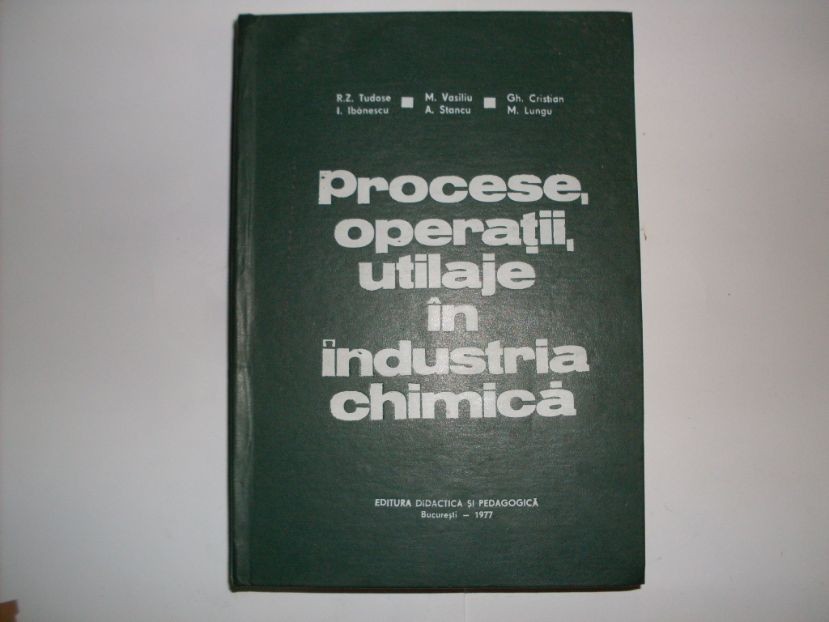 R.Z. Tudose ■ M. Vasiliu ■ Gh. Cristian
I. Ibănescu A. Stancu M. Lungu
Procese,
operații,
utilaje
în
industria
chimică
EDITURA DIDACTICA ȘI PEDAGOGICĂ
București – 1977